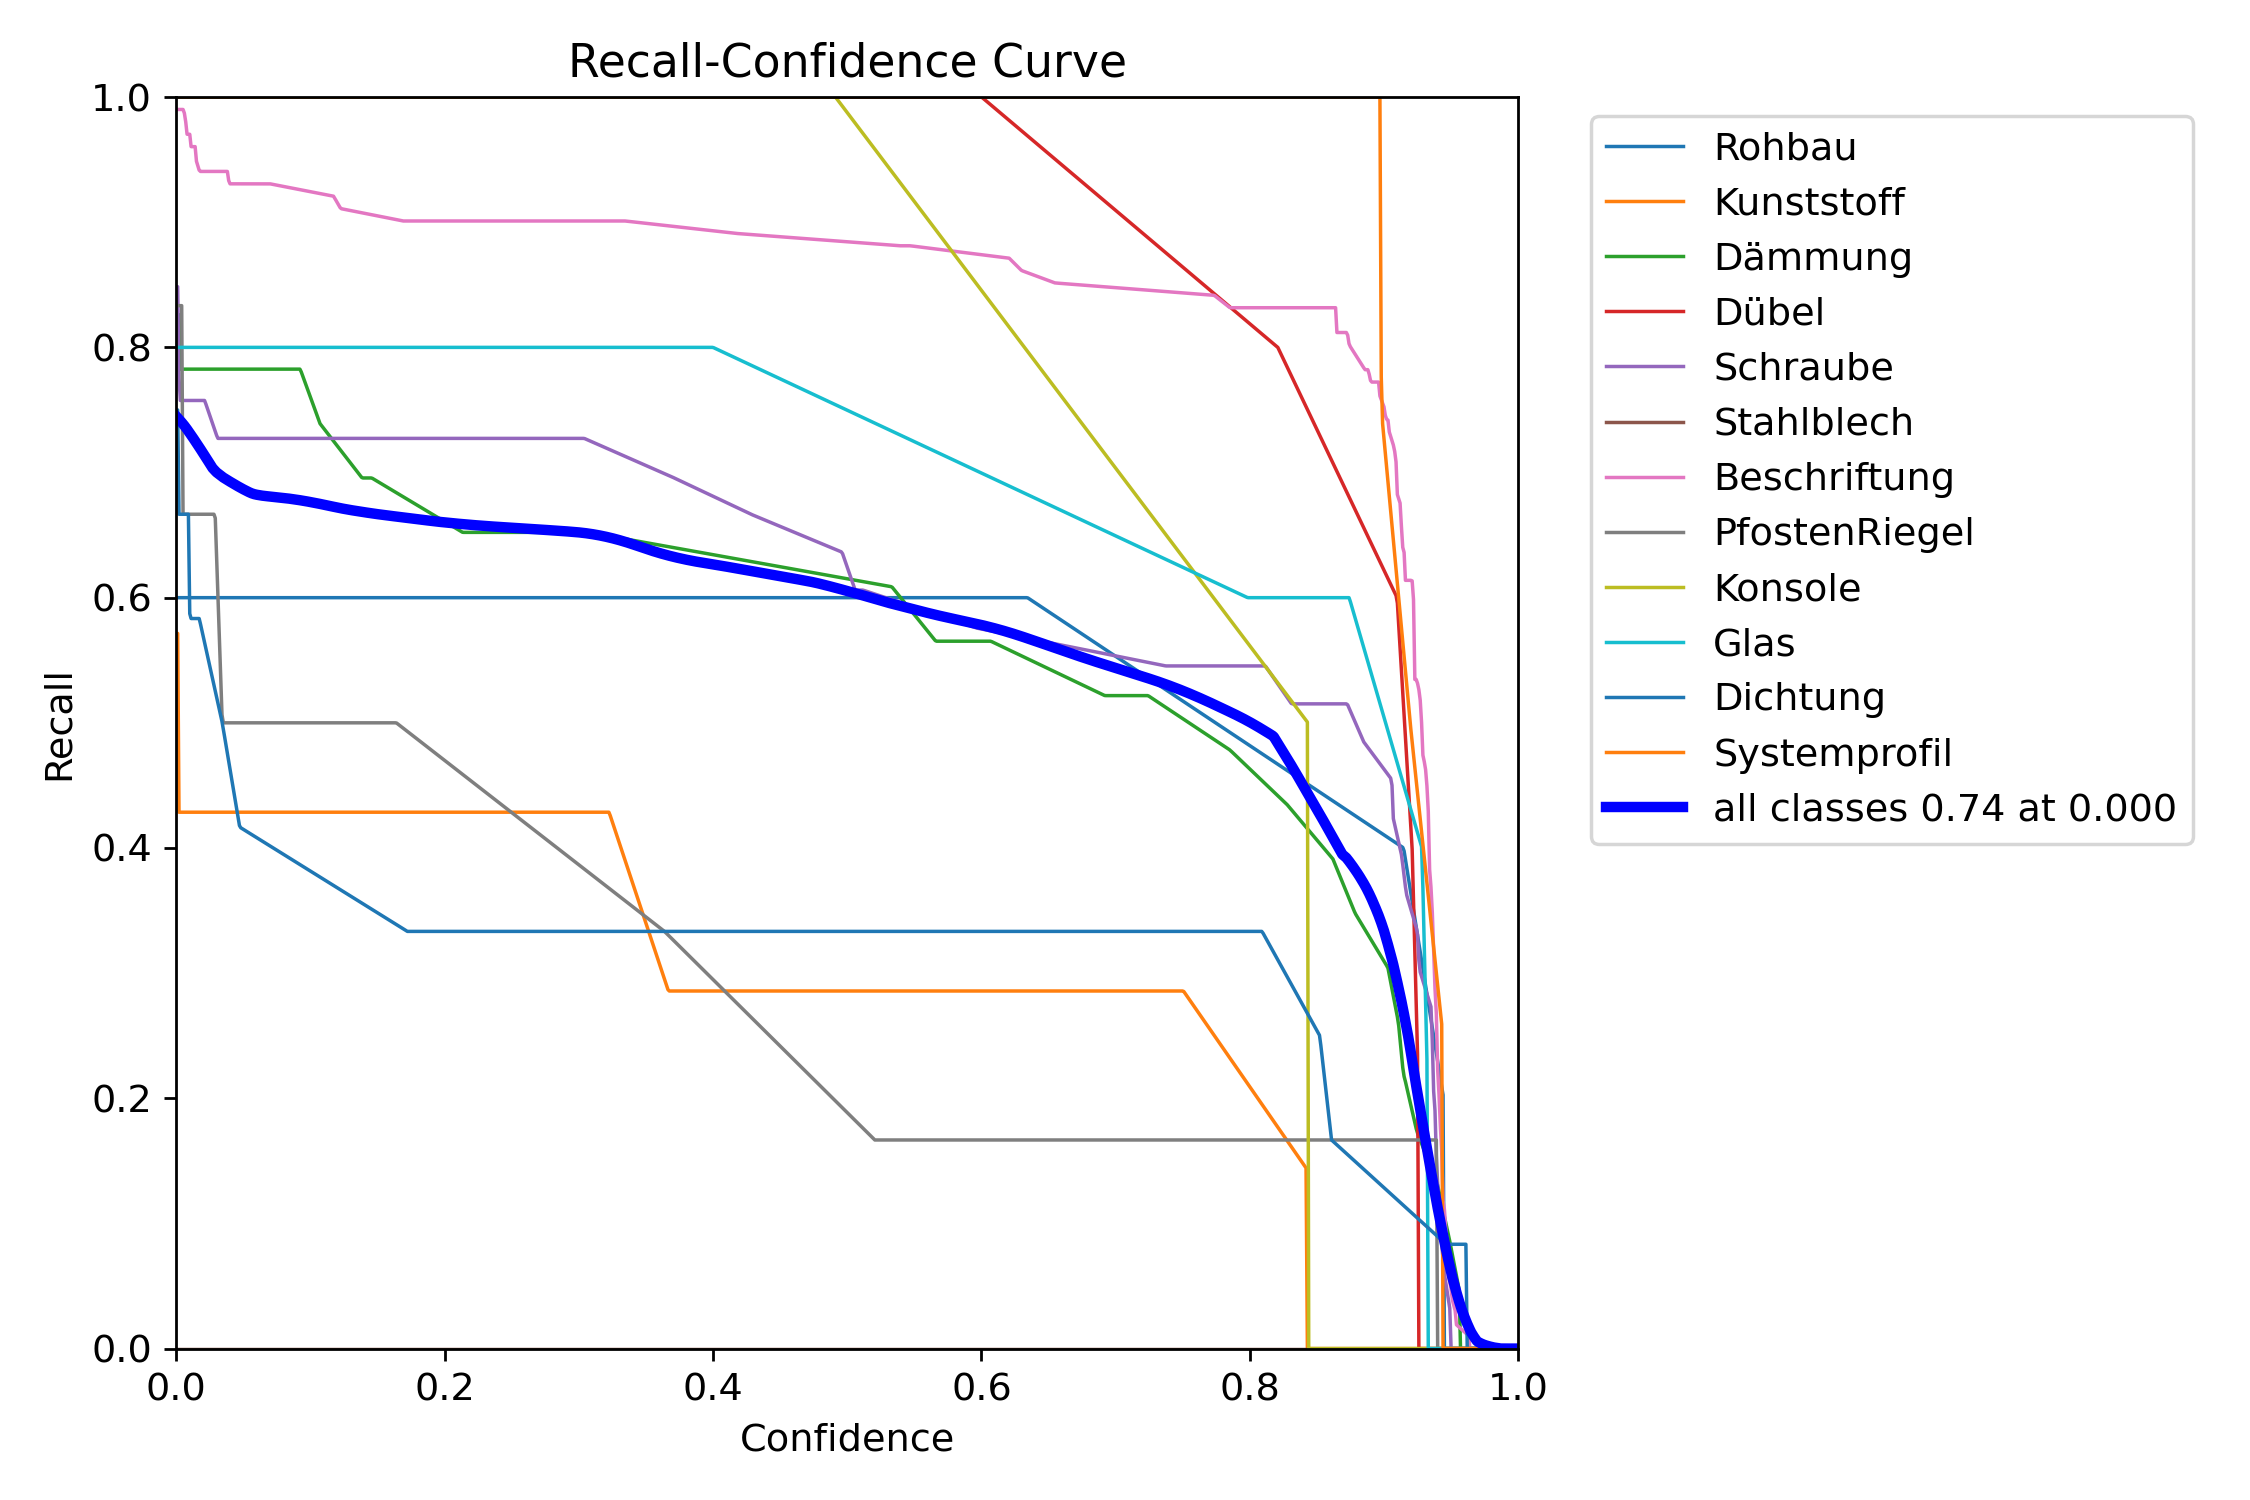 Recall-Confidence Curve
1.0
0.8
0.6
0.4
0.2
0.0
Recall
0.0 0.2 0.4 0.6 0.8 1.0
Confidence
Rohbau
Kunststoff
Dämmung
Dübel
Schraube
Stahlblech
Beschriftung
PfostenRiegel
Konsole
Glas
Dichtung
Systemprofil
all classes 0.74 at 0.000